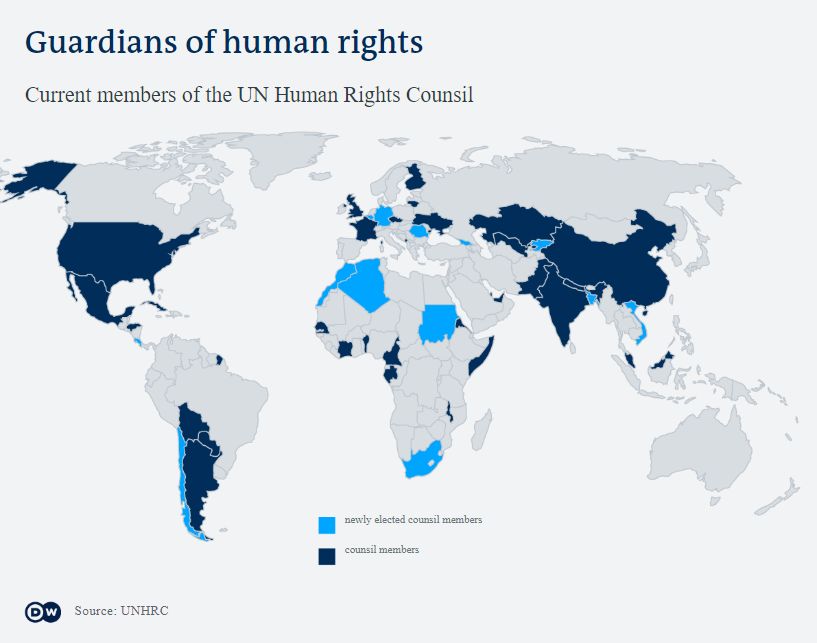 Guardians of human rights
Current members of the UN Human Rights Counsil
newly elected counsil members
counsil members
DW Source: UNHRC